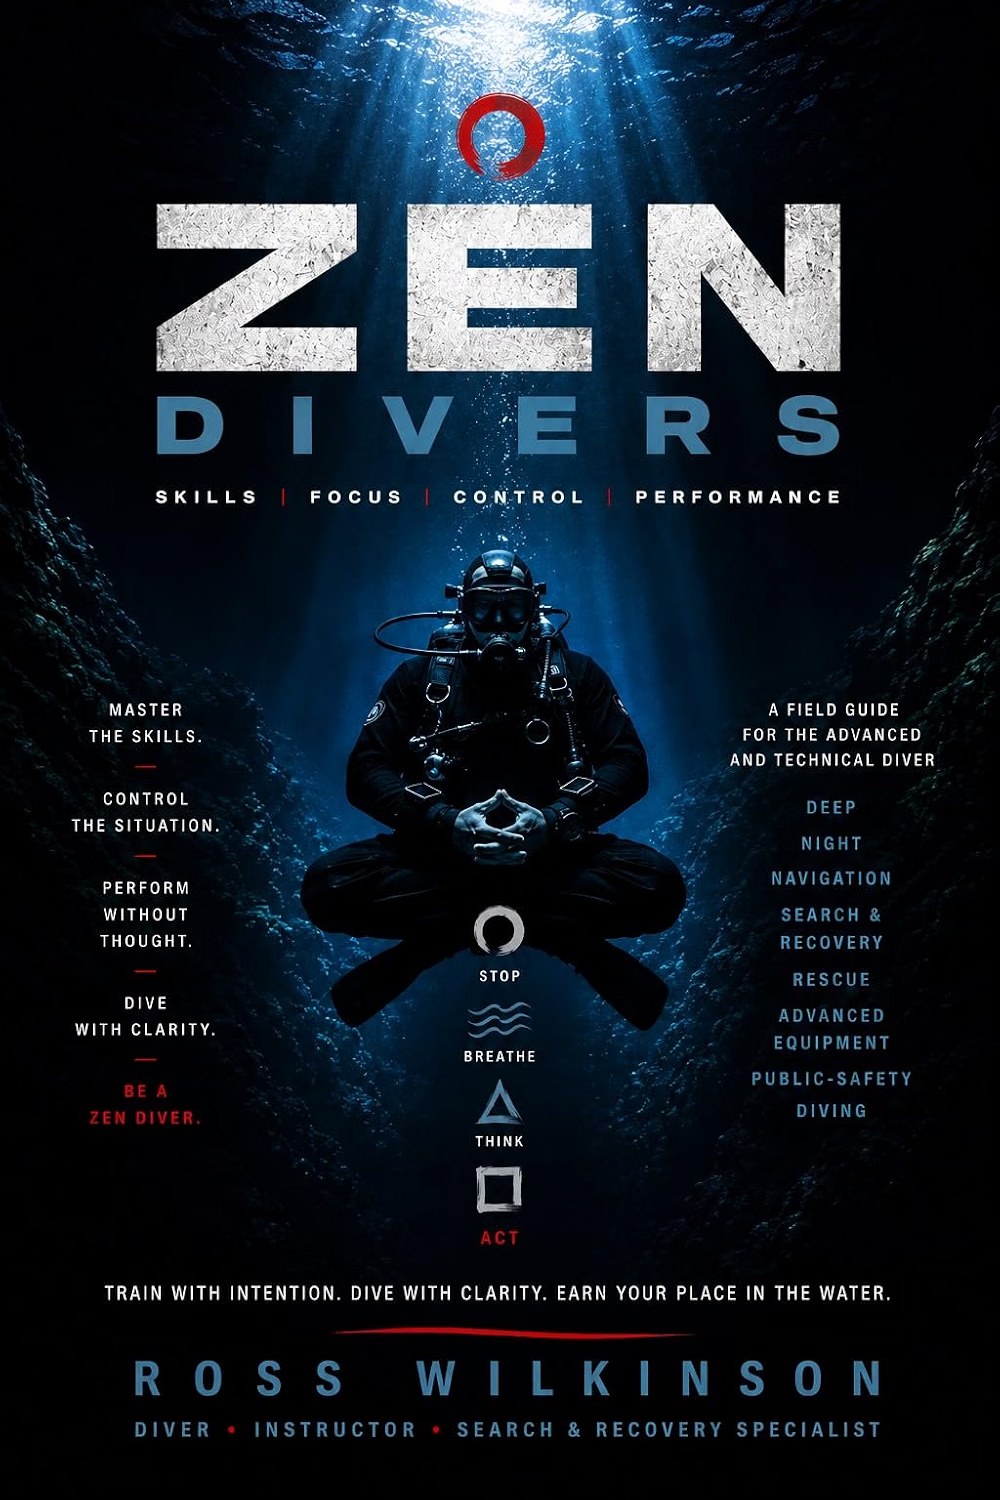 ZEN
DIVERS
SKILLS | FOCUS | CONTROL | PERFORMANCE
MASTER
THE SKILLS.
CONTROL
THE SITUATION.
PERFORM
WITHOUT
THOUGHT.
DIVE
WITH CLARITY.
BE A
ZEN DIVER.
A FIELD GUIDE
FOR THE ADVANCED
AND TECHNICAL DIVER
DEEP
NIGHT
NAVIGATION
SEARCH &
RECOVERY
RESCUE
ADVANCED
EQUIPMENT
PUBLIC-SAFETY
DIVING
STOP
BREATHE
THINK
ACT
TRAIN WITH INTENTION. DIVE WITH CLARITY. EARN YOUR PLACE IN THE WATER.
ROSS WILKINSON
DIVER • INSTRUCTOR • SEARCH & RECOVERY SPECIALIST